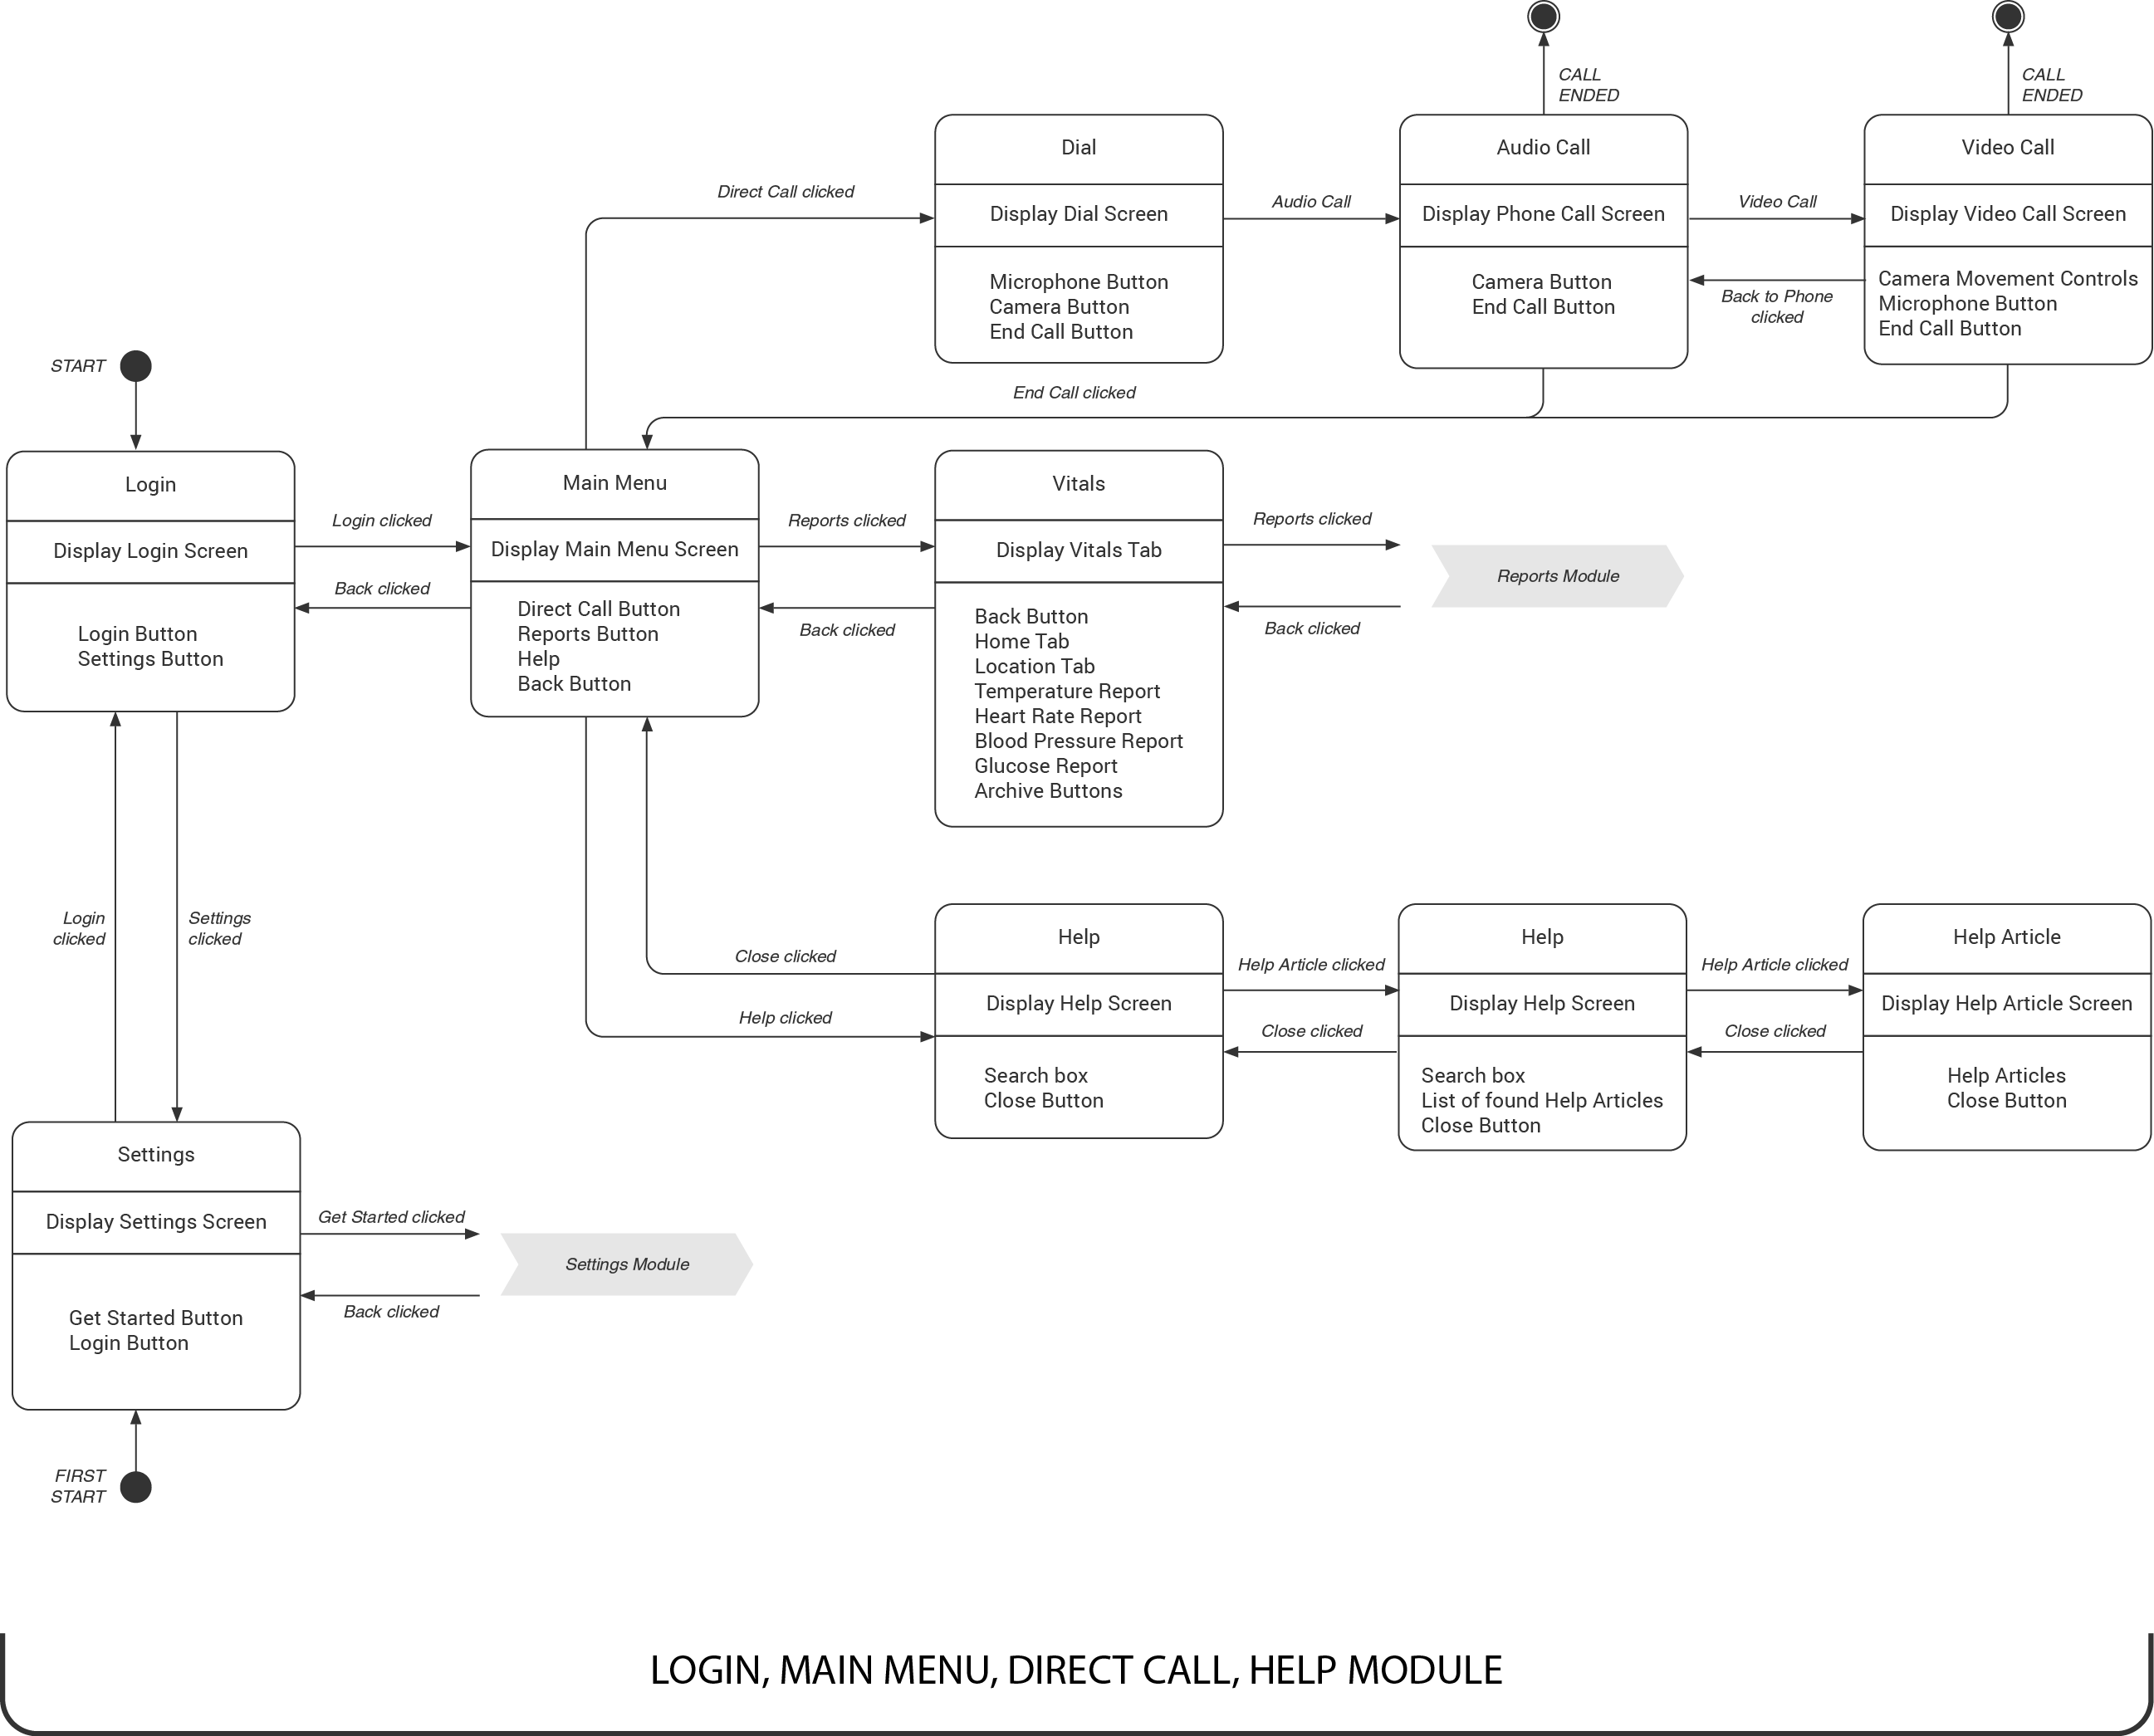 CALL
ENDED
CALL
ENDED
Dial
Display Dial Screen
Microphone Button
Camera Button
End Call Button
Audio Call
Display Phone Call Screen
Camera Button
End Call Button
Video Call
Display Video Call Screen
Camera Movement Controls
Microphone Button
End Call Button
Direct Call clicked
Audio Call
Video Call
Back to Phone
clicked
End Call clicked
START
Login
Display Login Screen
Login Button
Settings Button
Login clicked
Back clicked
Main Menu
Display Main Menu Screen
Direct Call Button
Reports Button
Help
Back Button
Reports clicked
Back clicked
Vitals
Display Vitals Tab
Back Button
Home Tab
Location Tab
Temperature Report
Heart Rate Report
Blood Pressure Report
Glucose Report
Archive Buttons
Reports clicked
Back clicked
Reports Module
Login
clicked
Settings
clicked
Close clicked
Help clicked
Help
Display Help Screen
Search box
Close Button
Help Article clicked
Close clicked
Help
Display Help Screen
Search box
List of found Help Articles
Close Button
Help Article clicked
Close clicked
Help Article
Display Help Article Screen
Help Articles
Close Button
Settings
Display Settings Screen
Get Started Button
Login Button
Get Started clicked
Back clicked
Settings Module
FIRST
START
LOGIN, MAIN MENU, DIRECT CALL, HELP MODULE